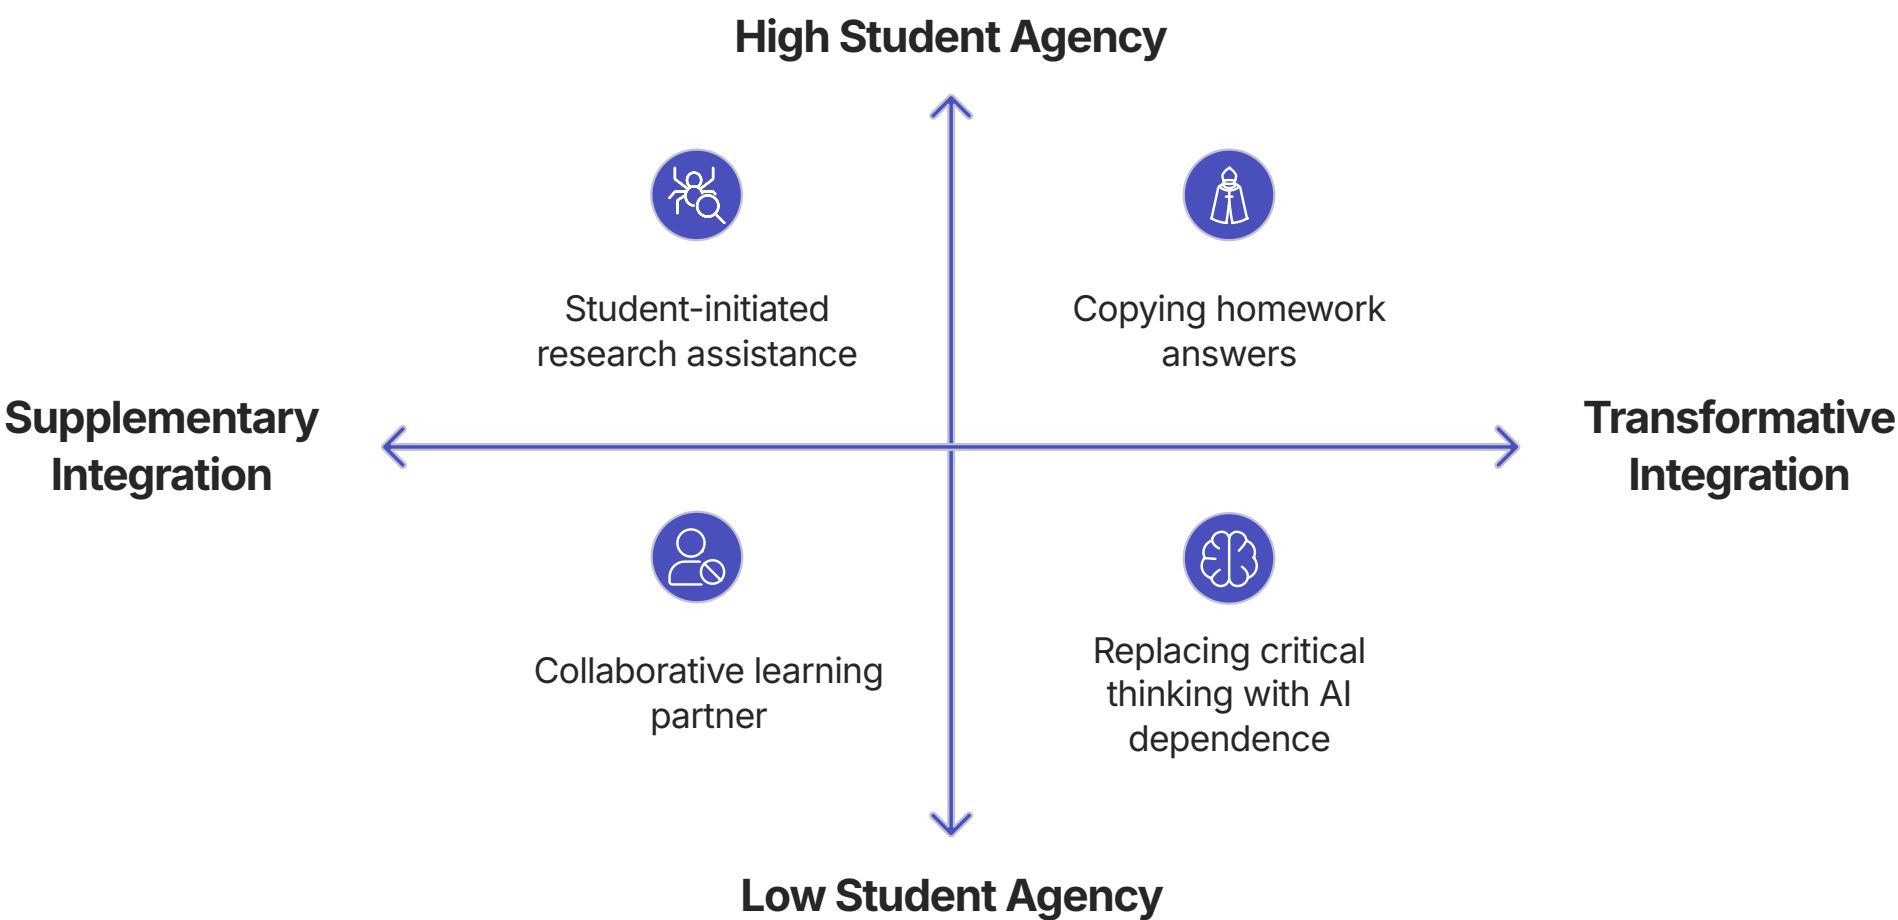 High Student Agency
Student-initiated
research assistance
Copying homework
answers
Supplementary
Integration
Transformative
Integration
Collaborative learning
partner
Replacing critical
thinking with AI
dependence
Low Student Agency